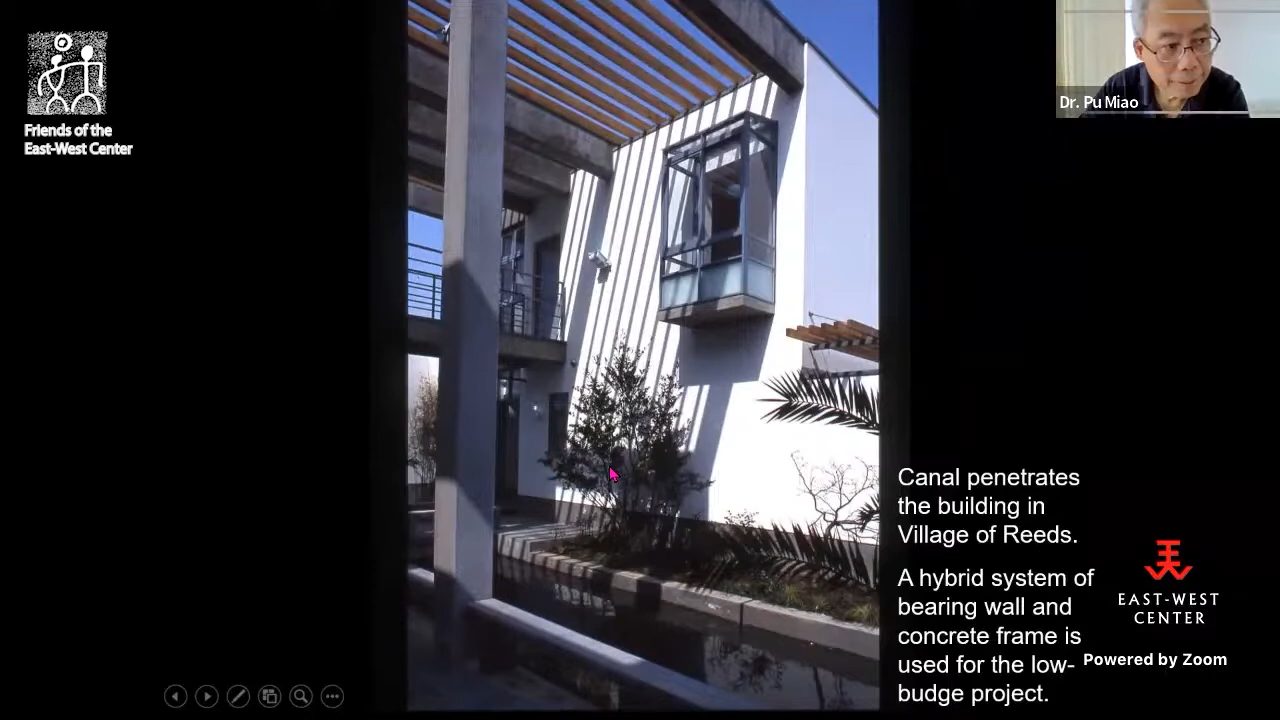 Friends of the
East-West Center
Dr. Pu Miao
Canal penetrates
the building in
Village of Reeds.
A hybrid system of
bearing wall and
concrete frame is
used for the low-
budge project.
EAST-WEST
CENTER
Powered by Zoom